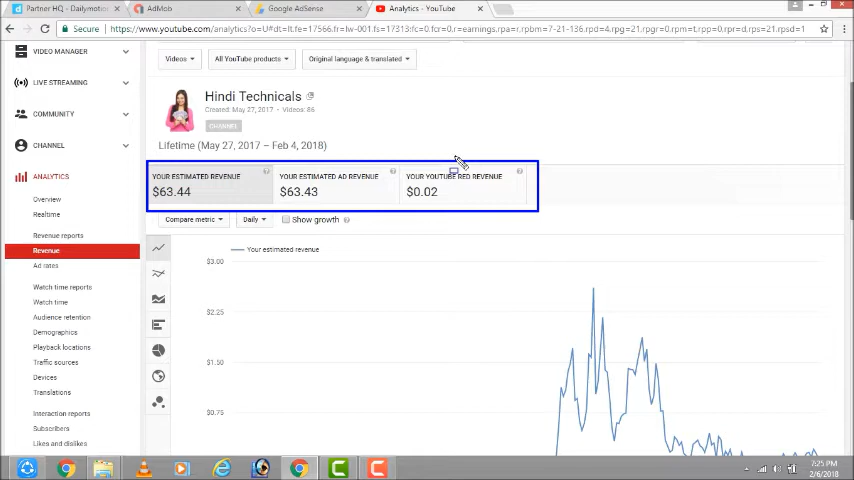 Partner HQ - Dailymotion
AdMob
Google AdSense
Analytics - YouTube
Secure
https://www.youtube.com/analytics?o=U#dt=lt,fe=17566,fr=lw-001,fs=17313;fc=0,fcr=0,r=earnings,rpa=r,rpbm=7-21-136,rpd=4,rpg=21,rpgr=0,rpm=t,rpp=0,rpr=d,rps=21,rpsd=1
VIDEO MANAGER
Videos
All YouTube products
Original language & translated
LIVE STREAMING
Hindi Technicals
Created: May 27, 2017 • Videos: 86
COMMUNITY
CHANNEL
CHANNEL
Lifetime (May 27, 2017 – Feb 4, 2018)
ANALYTICS
YOUR ESTIMATED REVENUE
$63.44
YOUR ESTIMATED AD REVENUE
$63.43
YOUR YOUTUBE RED REVENUE
$0.02
Overview
Realtime
Compare metric
Daily
Show growth
Revenue reports
Revenue
Ad rates
Your estimated revenue
$3.00
$2.25
$1.50
$0.75
Watch time reports
Watch time
Audience retention
Demographics
Playback locations
Traffic sources
Devices
Translations
Interaction reports
Subscribers
Likes and dislikes
7:25 PM
2/6/2018